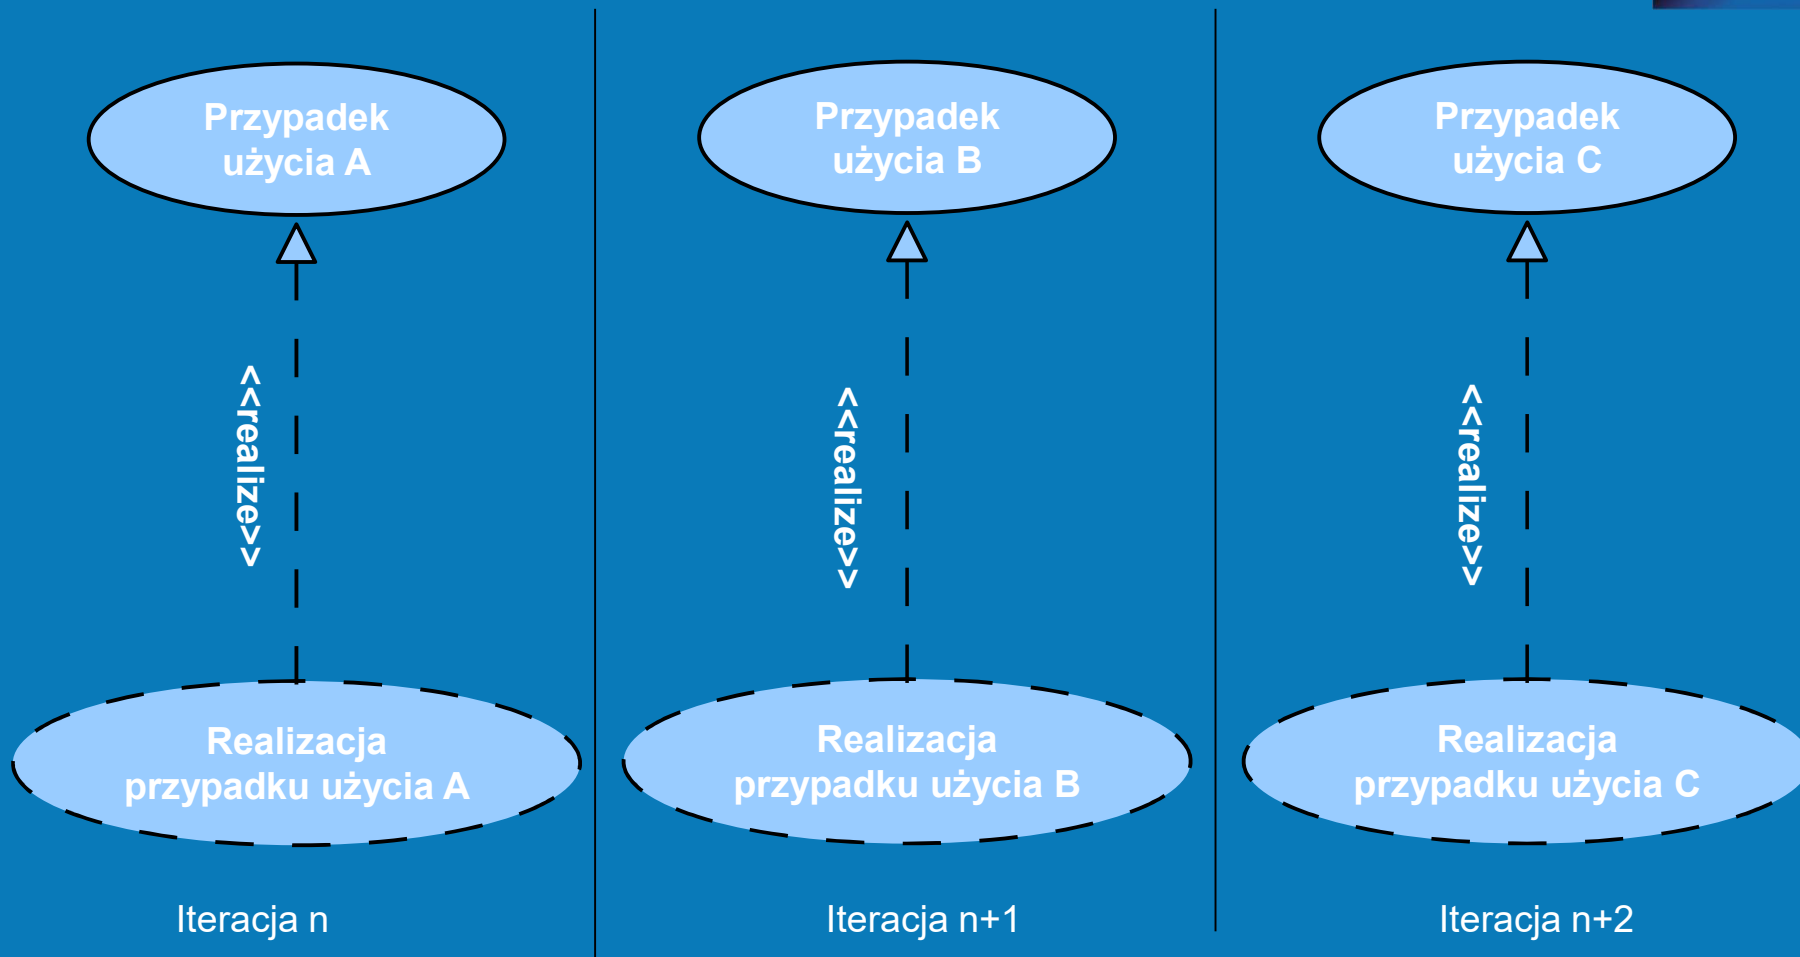 Przypadek
użycia A
Przypadek
użycia B
Przypadek
użycia C
<<realize>>
<<realize>>
<<realize>>
Realizacja
przypadku użycia A
Realizacja
przypadku użycia B
Realizacja
przypadku użycia C
Iteracja n
Iteracja n+1
Iteracja n+2